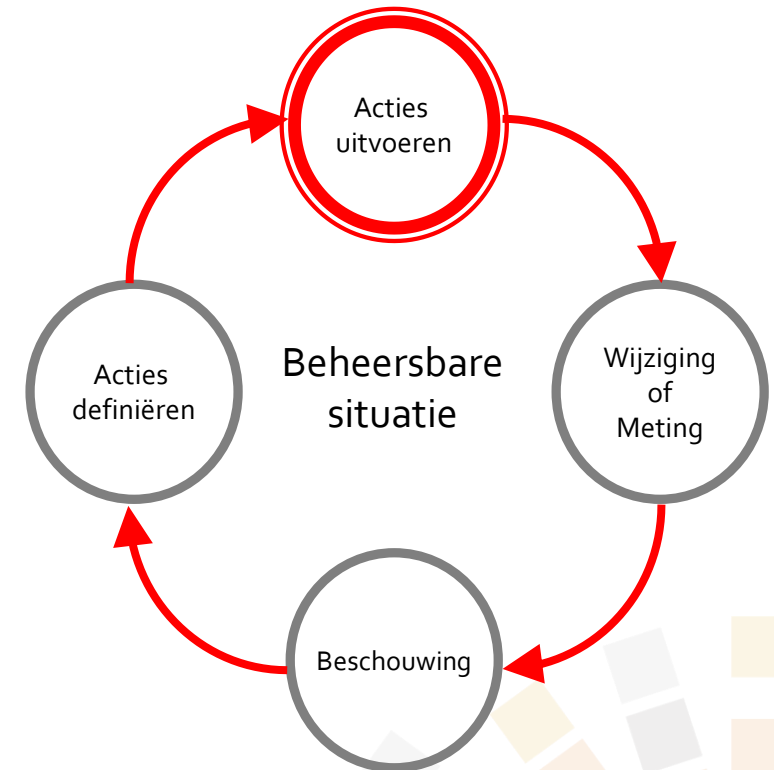 Acties
uitvoeren
Wijziging
of
Meting
Beschouwing
Acties
definiëren
Beheersbare
situatie